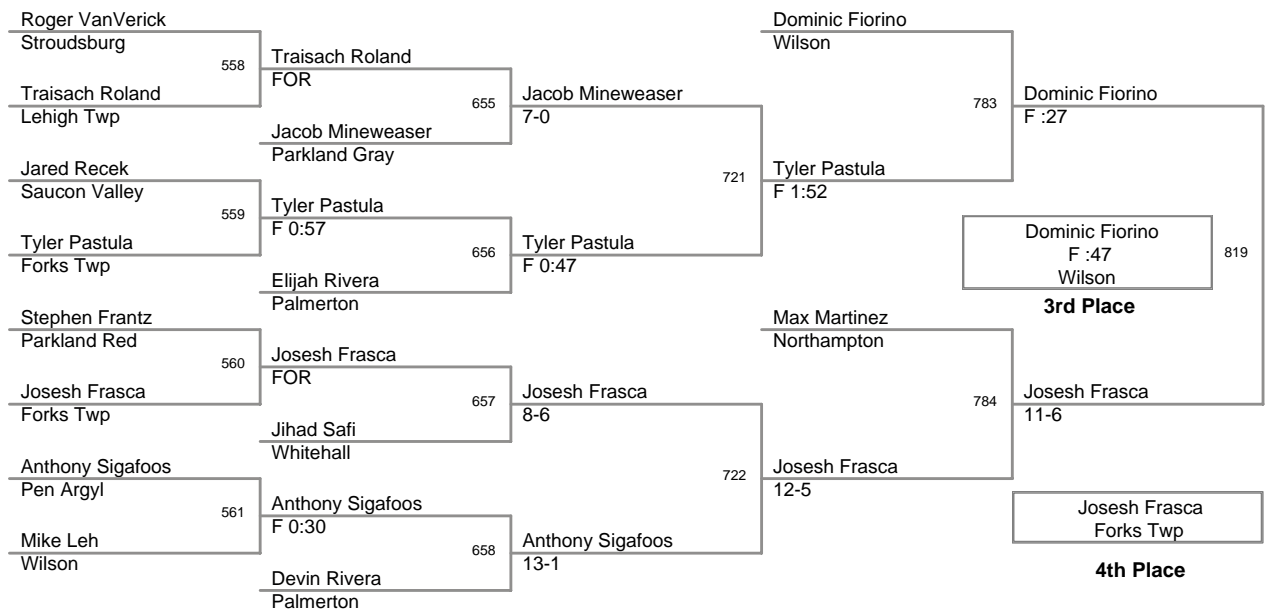 Roger VanVerick
Stroudsburg
558
Traisach Roland
Lehigh Twp
Jared Recek
Saucon Valley
559
Tyler Pastula
Forks Twp
Stephen Frantz
Parkland Red
560
Josesh Frasca
Forks Twp
Anthony Sigafoos
Pen Argyl
561
Mike Leh
Wilson
Traisach Roland
FOR
655
Jacob Mineweaser
Parkland Gray
Tyler Pastula
F 0:57
656
Elijah Rivera
Palmerton
Josesh Frasca
FOR
657
Jihad Safi
Whitehall
Anthony Sigafoos
F 0:30
658
Devin Rivera
Palmerton
Jacob Mineweaser
7-0
721
Tyler Pastula
F 0:47
Josesh Frasca
8-6
722
Anthony Sigafoos
13-1
Dominic Fiorino
Wilson
783
Tyler Pastula
F 1:52
Max Martinez
Northampton
784
Josesh Frasca
12-5
Dominic Fiorino
F :27
819
Josesh Frasca
11-6
Dominic Fiorino
F :47
Wilson
3rd Place
Josesh Frasca
Forks Twp
4th Place